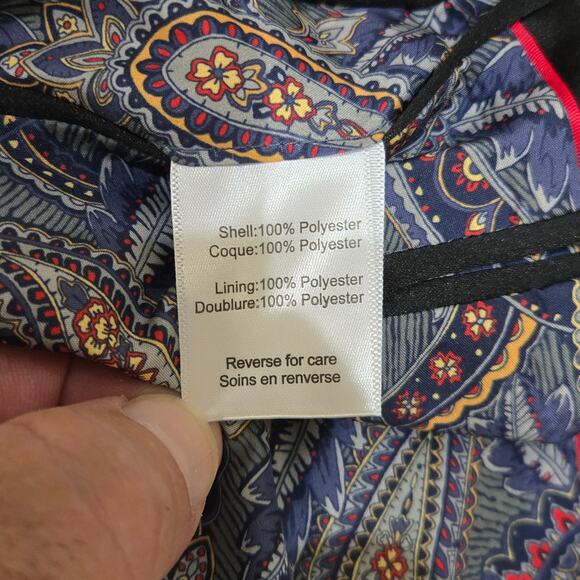 Shell:100% Polyester
Coque:100% Polyester
Lining:100% Polyester
Doublure:100% Polyester
Reverse for care
Soins en renverse